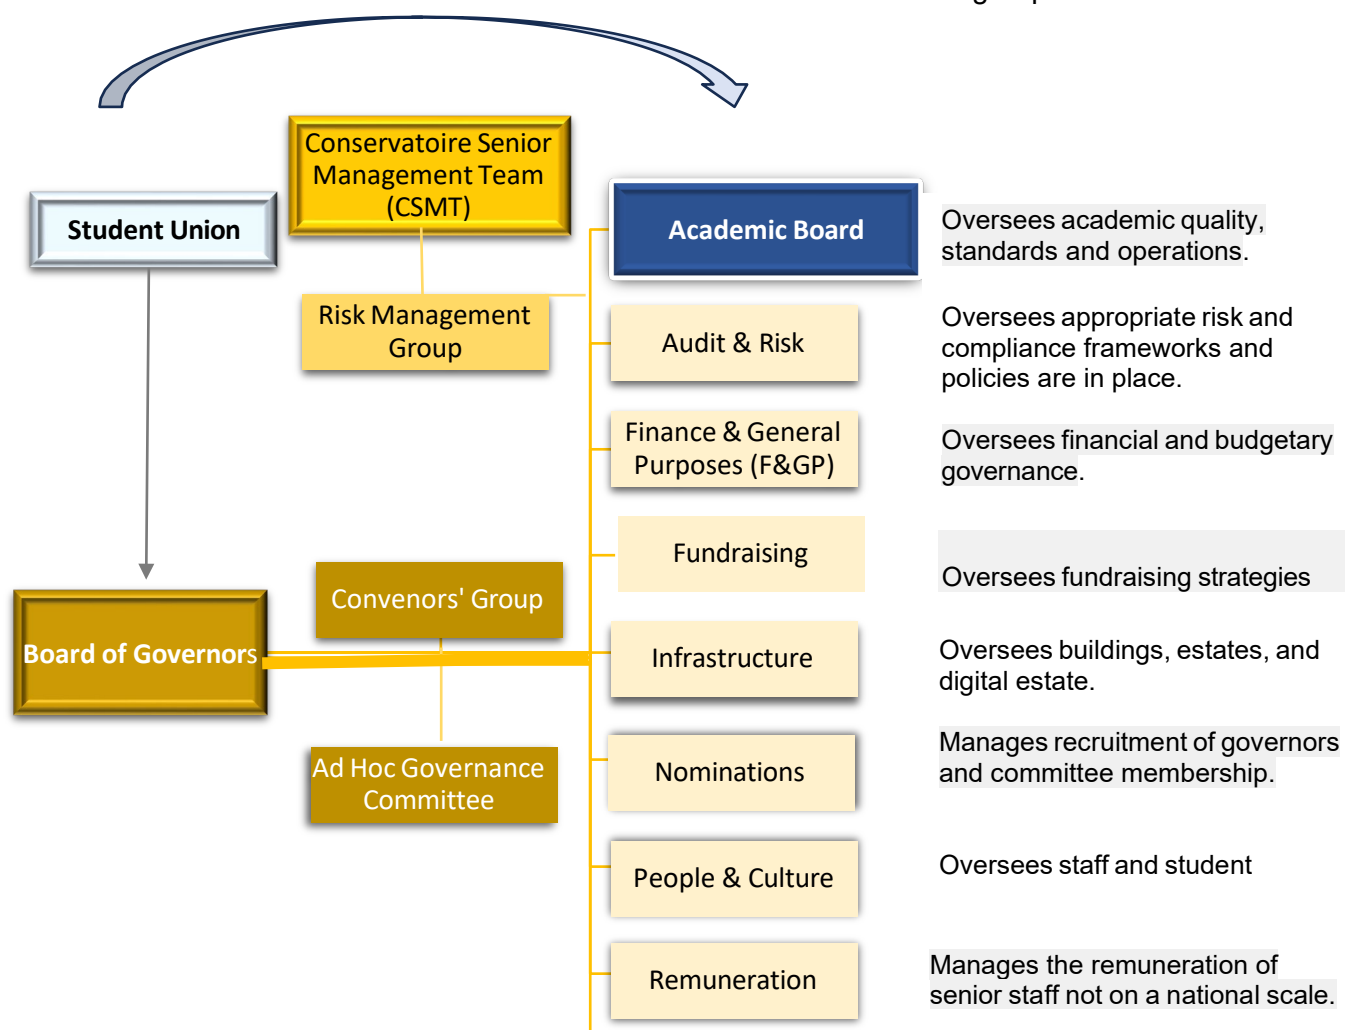 Conservatoire Senior
Management Team
(CSMT)
Student Union
Academic Board
Oversees academic quality,
standards and operations.
Risk Management
Group
Audit & Risk
Oversees appropriate risk and
compliance frameworks and
policies are in place.
Finance & General
Purposes (F&GP)
Oversees financial and budgetary
governance.
Fundraising
Oversees fundraising strategies
Convenors' Group
Board of Governors
Infrastructure
Oversees buildings, estates, and
digital estate.
Ad Hoc Governance
Committee
Nominations
Manages recruitment of governors
and committee membership.
People & Culture
Oversees staff and student
Remuneration
Manages the remuneration of
senior staff not on a national scale.